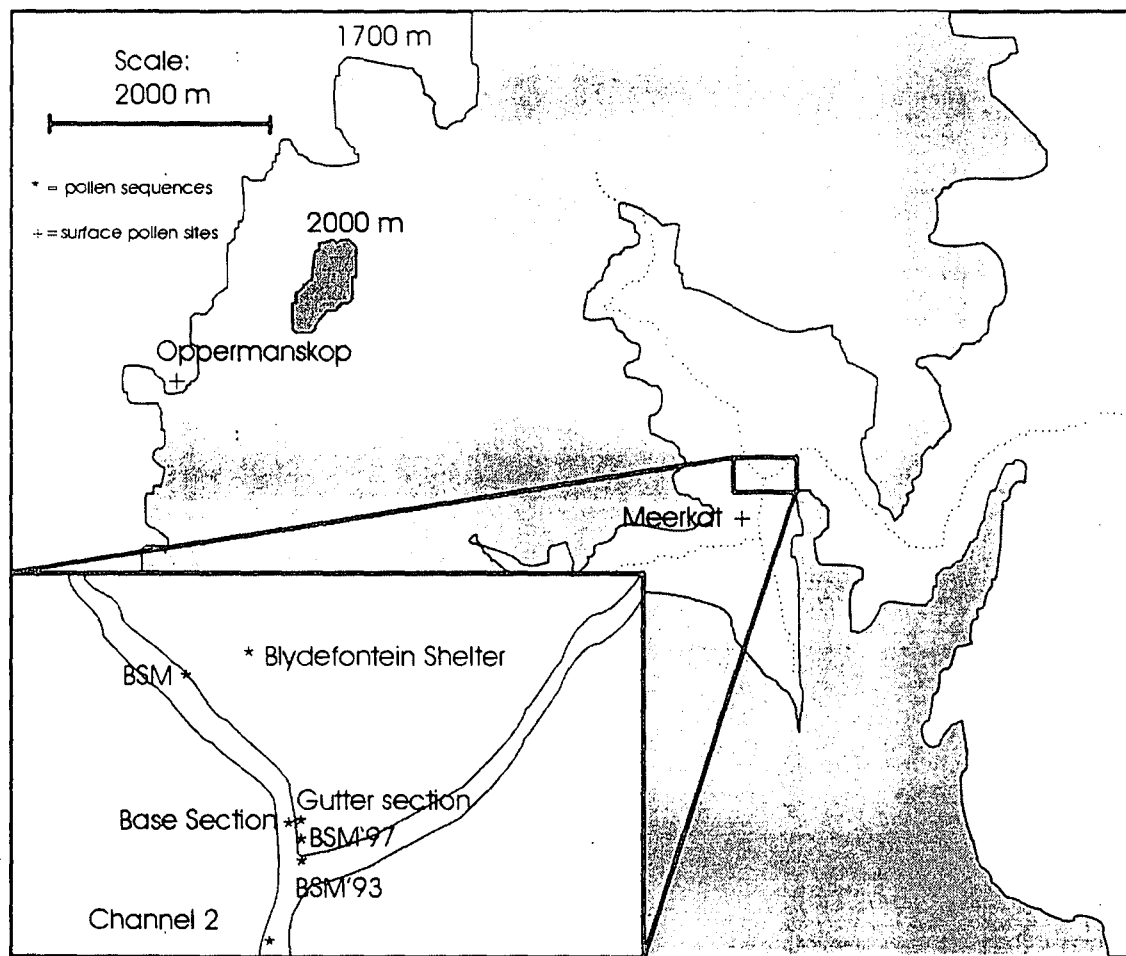 1700 m
Scale:
2000 m
* = pollen sequences
+ = surface pollen sites
2000 m
Oppermanskop
+
Meerkat +
* Blydefontein Shelter
BSM *
Gutter section
Base Section * *
* BSM'97
*
BSM'93
Channel 2
*